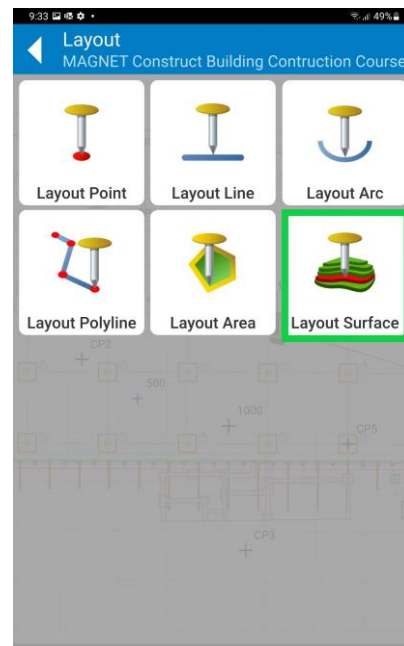 9:33
49%
Layout
MAGNET Construct Building Contruction Course
Layout Point
Layout Line
Layout Arc
Layout Polyline
Layout Area
Layout Surface
CP2
500
1000
CP5
CP3